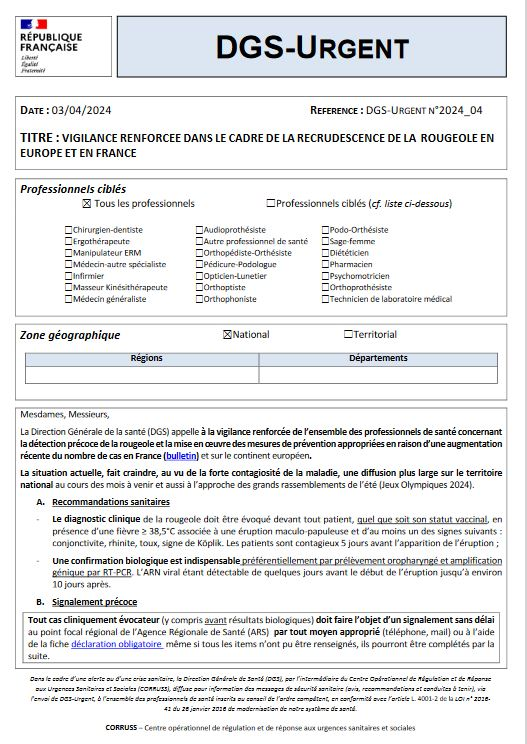 RÉPUBLIQUE
FRANÇAISE
Liberté
Égalité
Fraternité
DGS-URGENT
DATE : 03/04/2024 REFERENCE : DGS-URGENT N°2024_04
TITRE : VIGILANCE RENFORCEE DANS LE CADRE DE LA RECRUDESCENCE DE LA ROUGEOLE EN
EUROPE ET EN FRANCE
Professionnels ciblés
☒ Tous les professionnels ☐Professionnels ciblés (cf. liste ci-dessous)
☐Chirurgien-dentiste ☐Audioprothésiste ☐Podo-Orthésiste
☐Ergothérapeute ☐Autre professionnel de santé ☐Sage-femme
☐Manipulateur ERM ☐Orthopédiste-Orthésiste ☐Diététicien
☐Médecin-autre spécialiste ☐Pédicure-Podologue ☐Pharmacien
☐Infirmier ☐Opticien-Lunetier ☐Psychomotricien
☐Masseur Kinésithérapeute ☐Orthoptiste ☐Orthoprothésiste
☐Médecin généraliste ☐Orthophoniste ☐Technicien de laboratoire médical
Zone géographique ☒National ☐Territorial
Régions Départements
Mesdames, Messieurs,
La Direction Générale de la santé (DGS) appelle à la vigilance renforcée de l'ensemble des professionnels de santé concernant
la détection précoce de la rougeole et la mise en œuvre des mesures de prévention appropriées en raison d'une augmentation
récente du nombre de cas en France (bulletin) et sur le continent européen.
La situation actuelle, fait craindre, au vu de la forte contagiosité de la maladie, une diffusion plus large sur le territoire
national au cours des mois à venir et aussi à l'approche des grands rassemblements de l'été (Jeux Olympiques 2024).
A. Recommandations sanitaires
- Le diagnostic clinique de la rougeole doit être évoqué devant tout patient, quel que soit son statut vaccinal, en
présence d'une fièvre ≥ 38,5°C associée à une éruption maculo-papuleuse et d'au moins un des signes suivants :
conjonctivite, rhinite, toux, signe de Köplik. Les patients sont contagieux 5 jours avant l'apparition de l'éruption ;
- Une confirmation biologique est indispensable préférentiellement par prélèvement oropharyngé et amplification
génique par RT-PCR. L'ARN viral étant détectable de quelques jours avant le début de l'éruption jusqu'à environ
10 jours après.
B. Signalement précoce
Tout cas cliniquement évocateur (y compris avant résultats biologiques) doit faire l'objet d'un signalement sans délai
au point focal régional de l'Agence Régionale de Santé (ARS) par tout moyen approprié (téléphone, mail) ou à l'aide
de la fiche déclaration obligatoire même si tous les items n'ont pu être renseignés, ils pourront être complétés par la
suite.
Dans le cadre d'une alerte ou d'une crise sanitaire, la Direction Générale de Santé (DGS), par l'intermédiaire du Centre Opérationnel de Régulation et de Réponse
aux Urgences Sanitaires et Sociales (CORRUSS), diffuse pour information des messages de sécurité sanitaire (avis, recommandations et conduites à tenir), via
l'envoi de DGS-Urgent, à l'ensemble des professionnels de santé inscrits au conseil de l'ordre compétent, en conformité avec l'article L. 4001-2 de la LOI n° 2016-
41 du 26 janvier 2016 de modernisation de notre système de santé.
CORRUSS – Centre opérationnel de régulation et de réponse aux urgences sanitaires et sociales